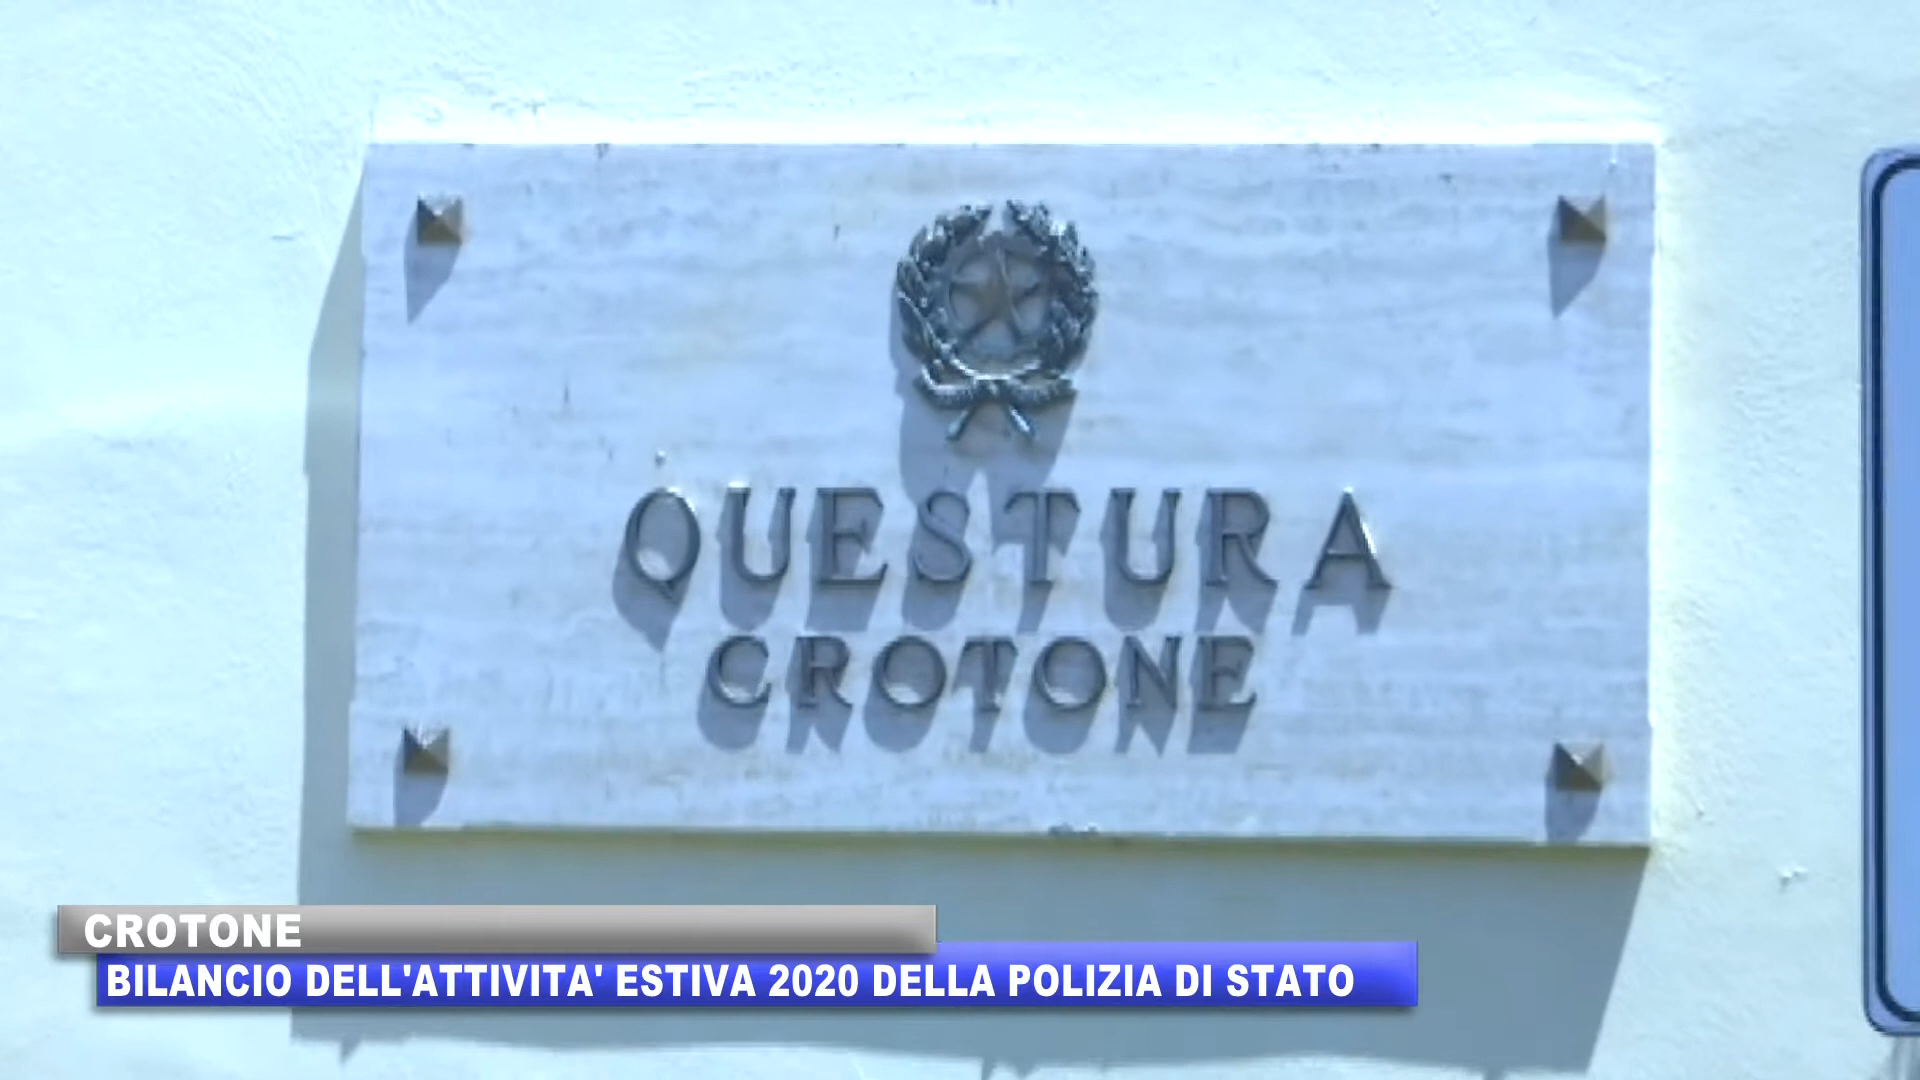 QUESTURA
CROTONE
CROTONE
BILANCIO DELL'ATTIVITA' ESTIVA 2020 DELLA POLIZIA DI STATO